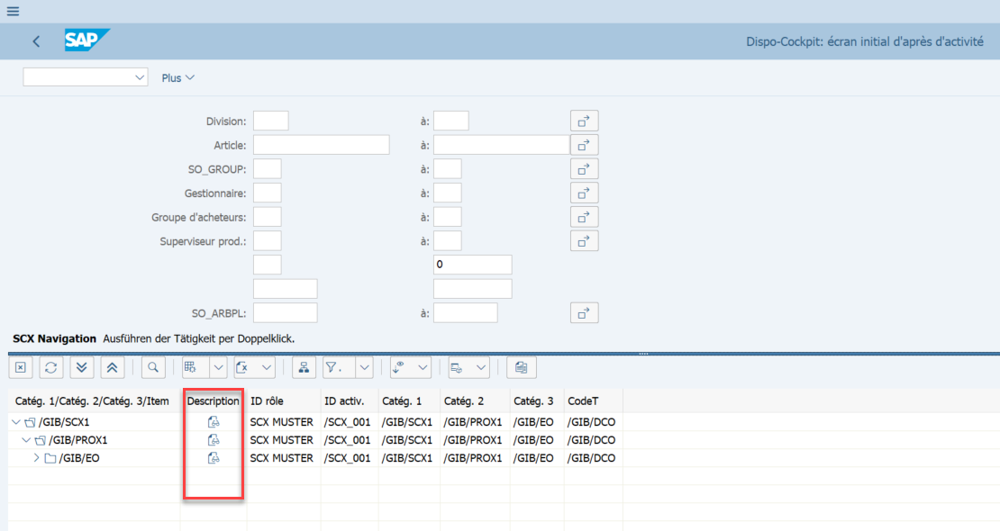 SAP
Dispo-Cockpit: écran initial d'après d'activité
Plus
Division: à:
Article: à:
SO_GROUP: à:
Gestionnaire: à:
Groupe d'acheteurs: à:
Superviseur prod.: à:
0
SO_ARBPL: à:
SCX Navigation Ausführen der Tätigkeit per Doppelklick.
Catég. 1/Catég. 2/Catég. 3/Item Description ID rôle ID activ. Catég. 1 Catég. 2 Catég. 3 CodeT
/GIB/SCX1 SCX MUSTER /SCX_001 /GIB/SCX1 /GIB/PROX1 /GIB/EO /GIB/DCO
/GIB/PROX1 SCX MUSTER /SCX_001 /GIB/SCX1 /GIB/PROX1 /GIB/EO /GIB/DCO
/GIB/EO SCX MUSTER /SCX_001 /GIB/SCX1 /GIB/PROX1 /GIB/EO /GIB/DCO